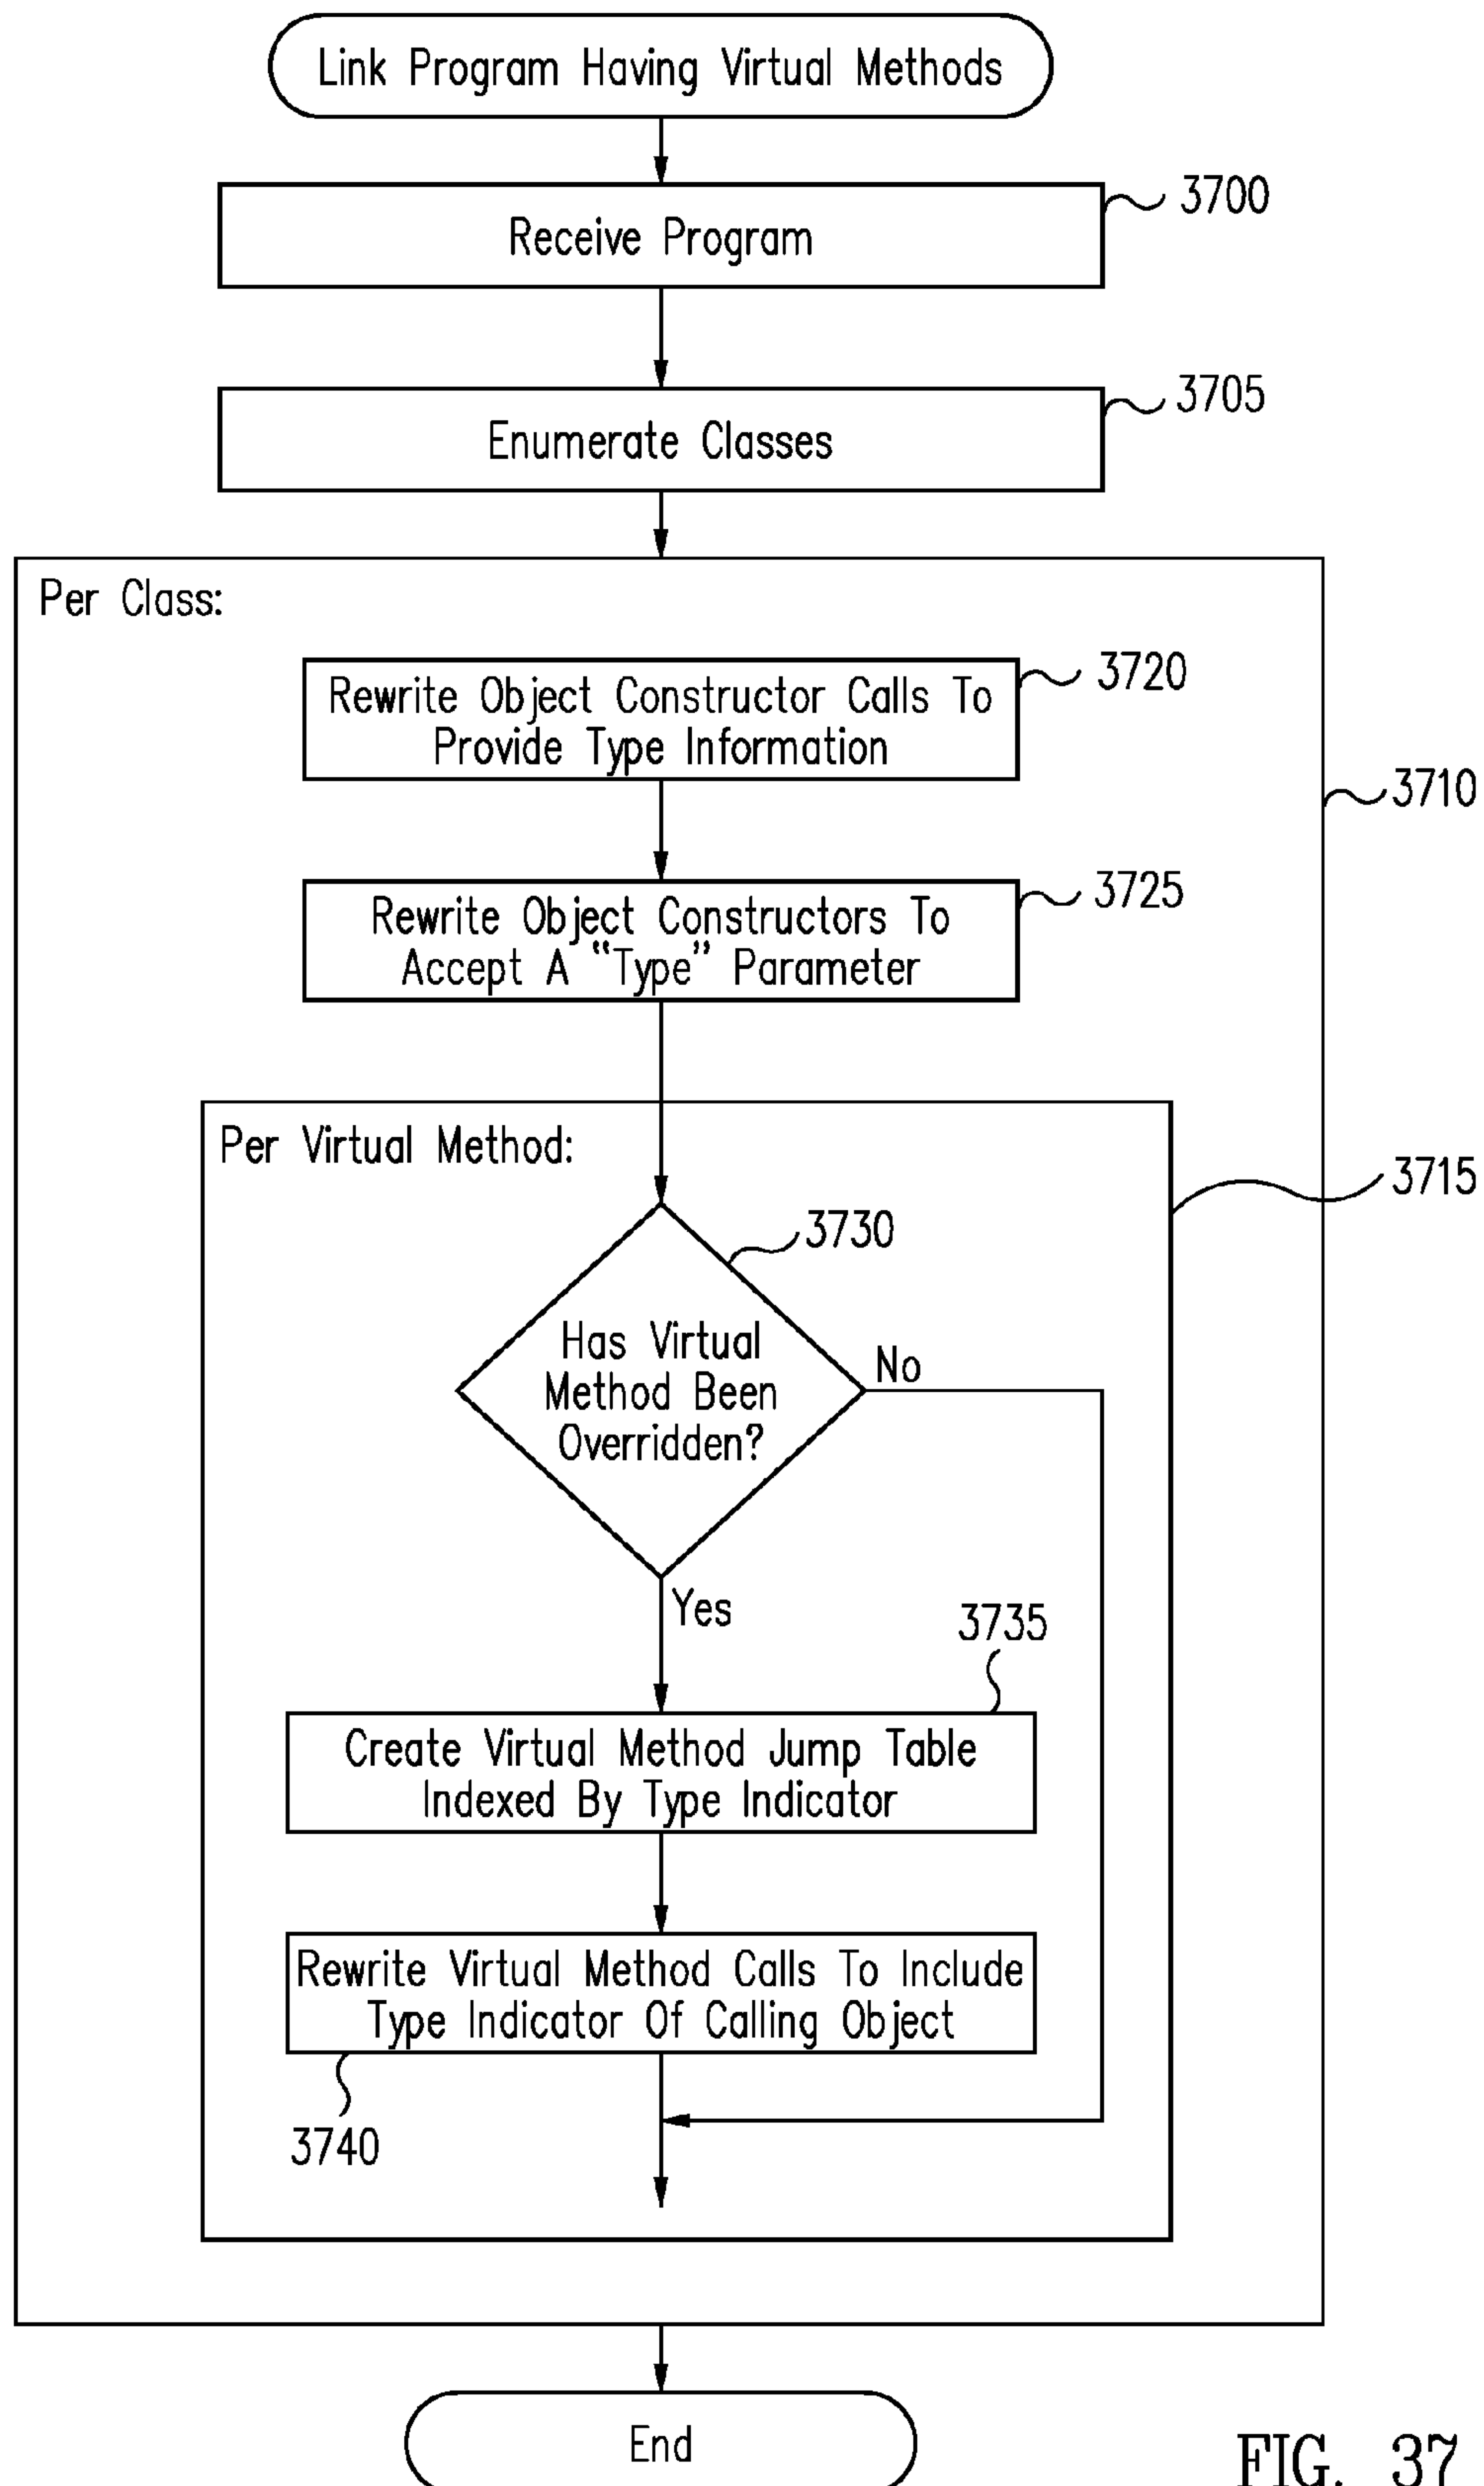 Link Program Having Virtual Methods
3700
Receive Program
3705
Enumerate Classes
Per Class:
3720
Rewrite Object Constructor Calls To
Provide Type Information
3710
3725
Rewrite Object Constructors To
Accept A “Type” Parameter
Per Virtual Method:
3715
3730
Has Virtual
Method Been
Overridden?
No
Yes
3735
Create Virtual Method Jump Table
Indexed By Type Indicator
Rewrite Virtual Method Calls To Include
Type Indicator Of Calling Object
3740
End
FIG. 37